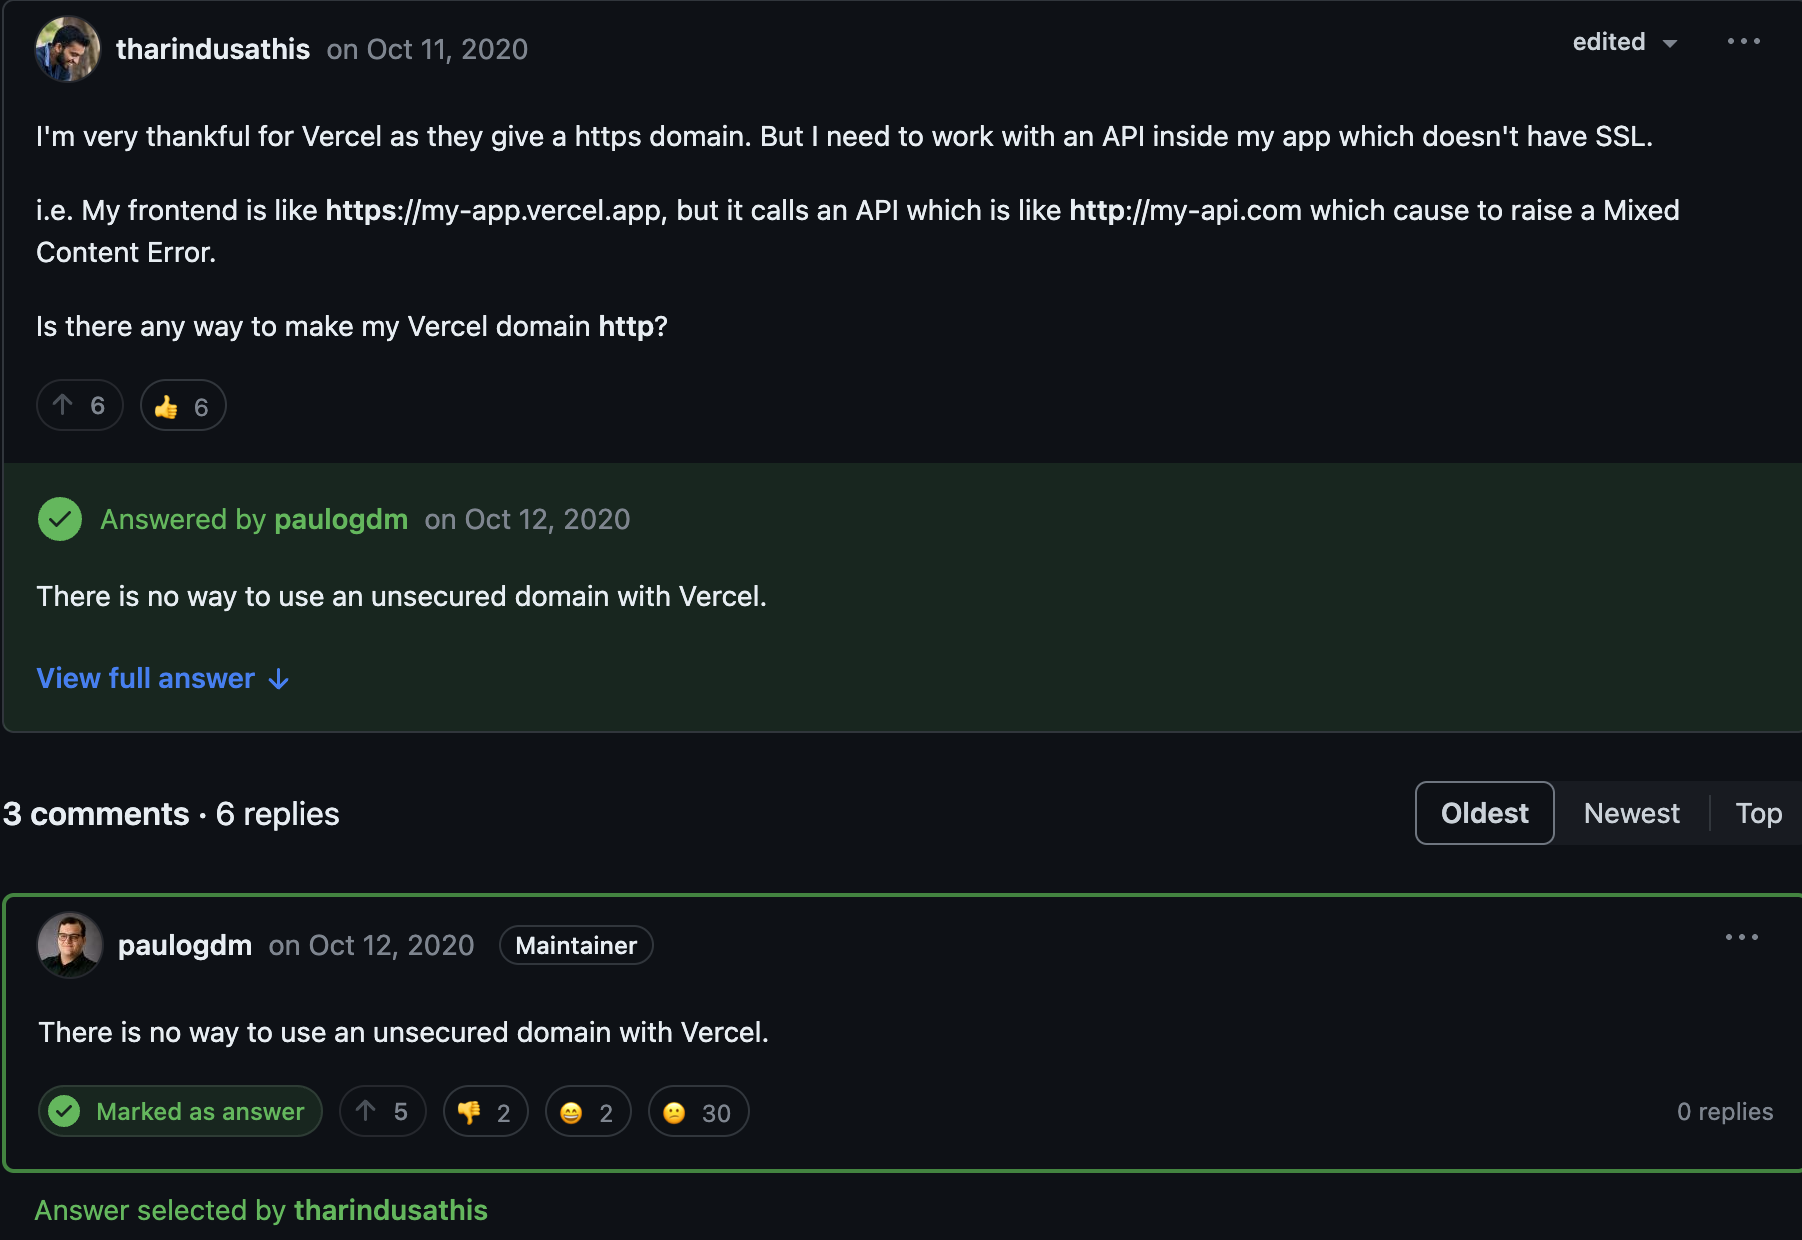 tharindusathis on Oct 11, 2020 edited
I'm very thankful for Vercel as they give a https domain. But I need to work with an API inside my app which doesn't have SSL.
i.e. My frontend is like https://my-app.vercel.app, but it calls an API which is like http://my-api.com which cause to raise a Mixed
Content Error.
Is there any way to make my Vercel domain http?
6 👍 6
Answered by paulogdm on Oct 12, 2020
There is no way to use an unsecured domain with Vercel.
View full answer ↓
3 comments · 6 replies Oldest Newest Top
paulogdm on Oct 12, 2020 Maintainer
There is no way to use an unsecured domain with Vercel.
Marked as answer ↑ 5 👎 2 😄 2 😕 30 0 replies
Answer selected by tharindusathis